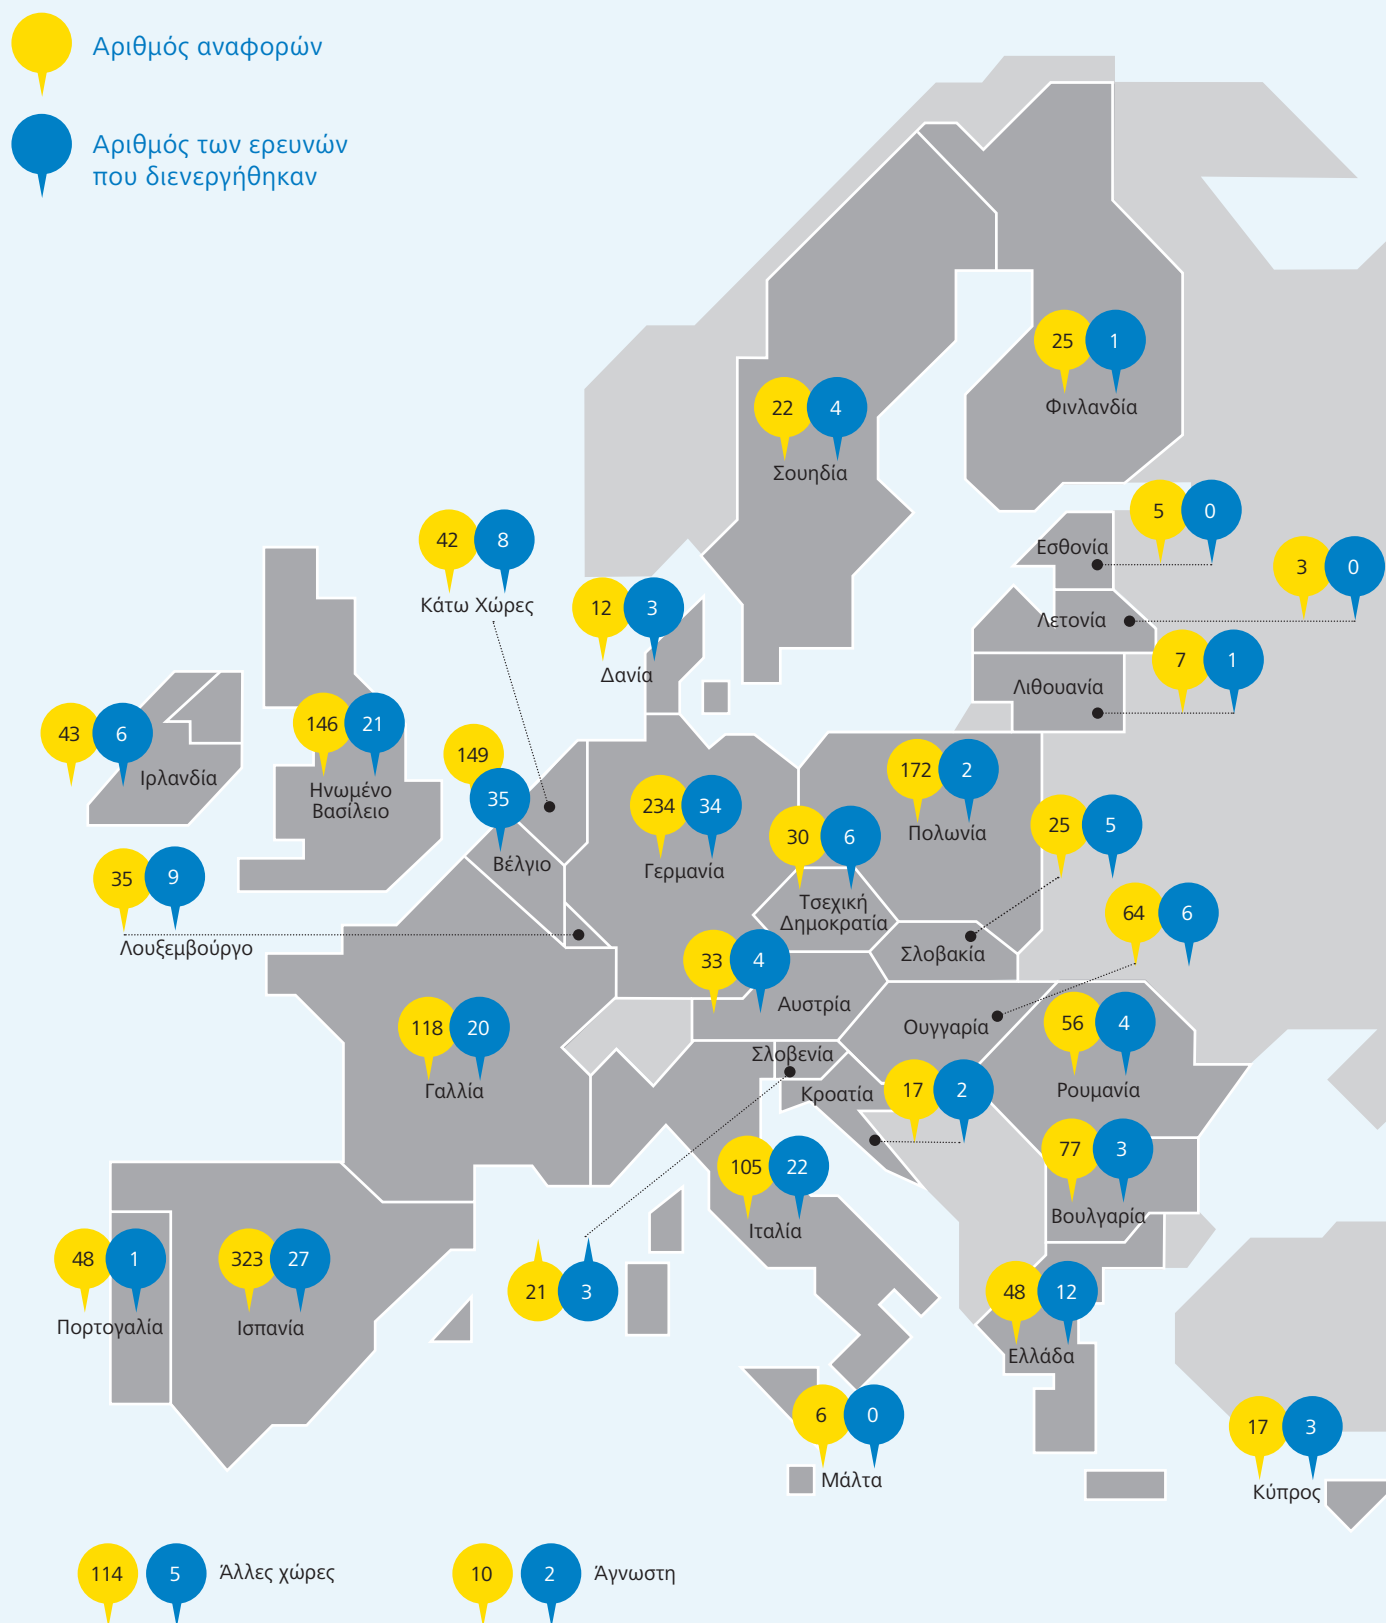 Αριθμός αναφορών
Αριθμός των ερευνών
που διενεργήθηκαν
25 1
Φινλανδία
22 4
Σουηδία
5 0
Εσθονία
42 8
Κάτω Χώρες
3 0
Λετονία
12 3
Δανία
7 1
Λιθουανία
43 6
Ιρλανδία
146 21
Ηνωμένο
Βασίλειο
149
35
Βέλγιο
234 34
Γερμανία
172 2
Πολωνία
30 6
Τσεχική
Δημοκρατία
25 5
Σλοβακία
35 9
Λουξεμβούργο
64 6
Ουγγαρία
33 4
Αυστρία
118 20
Γαλλία
56 4
Ρουμανία
Σλοβενία
Κροατία
17 2
77 3
Βουλγαρία
105 22
Ιταλία
48 1
Πορτογαλία
323 27
Ισπανία
21 3
48 12
Ελλάδα
6 0
Μάλτα
17 3
Κύπρος
114 5 Άλλες χώρες
10 2 Άγνωστη